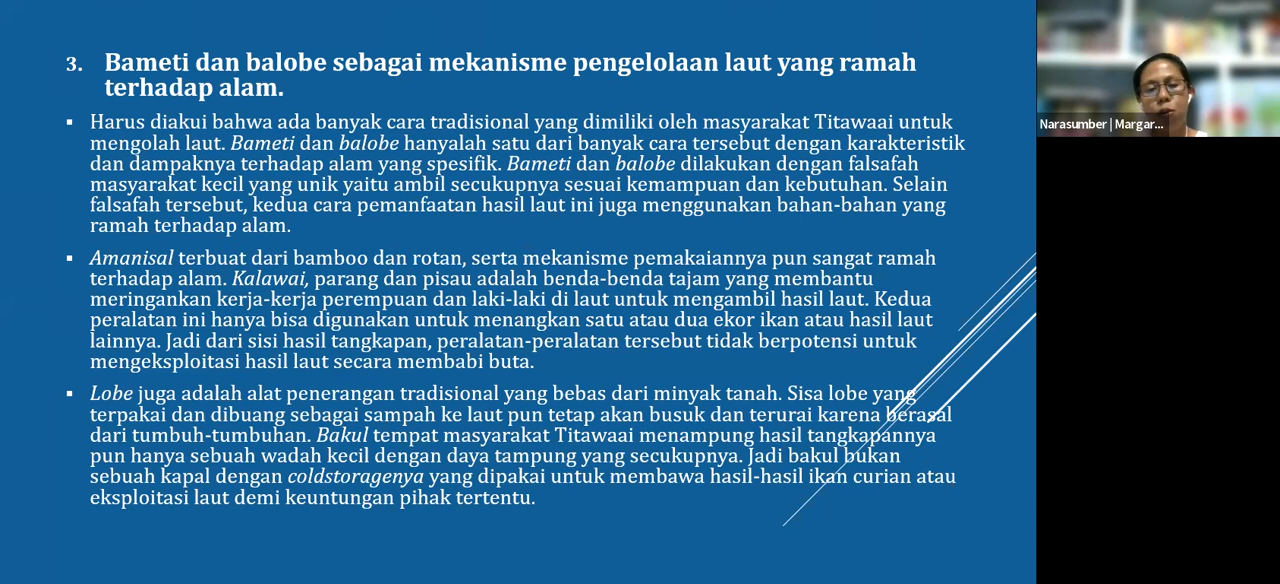 3. Bameti dan balobe sebagai mekanisme pengelolaan laut yang ramah
terhadap alam.
▪ Harus diakui bahwa ada banyak cara tradisional yang dimiliki oleh masyarakat Titawaai untuk
mengolah laut. Bameti dan balobe hanyalah satu dari banyak cara tersebut dengan karakteristik
dan dampaknya terhadap alam yang spesifik. Bameti dan balobe dilakukan dengan falsafah
masyarakat kecil yang unik yaitu ambil secukupnya sesuai kemampuan dan kebutuhan. Selain
falsafah tersebut, kedua cara pemanfaatan hasil laut ini juga menggunakan bahan-bahan yang
ramah terhadap alam.
▪ Amanisal terbuat dari bamboo dan rotan, serta mekanisme pemakaiannya pun sangat ramah
terhadap alam. Kalawai, parang dan pisau adalah benda-benda tajam yang membantu
meringankan kerja-kerja perempuan dan laki-laki di laut untuk mengambil hasil laut. Kedua
peralatan ini hanya bisa digunakan untuk menangkan satu atau dua ekor ikan atau hasil laut
lainnya. Jadi dari sisi hasil tangkapan, peralatan-peralatan tersebut tidak berpotensi untuk
mengeksploitasi hasil laut secara membabi buta.
▪ Lobe juga adalah alat penerangan tradisional yang bebas dari minyak tanah. Sisa lobe yang
terpakai dan dibuang sebagai sampah ke laut pun tetap akan busuk dan terurai karena berasal
dari tumbuh-tumbuhan. Bakul tempat masyarakat Titawaai menampung hasil tangkapannya
pun hanya sebuah wadah kecil dengan daya tampung yang secukupnya. Jadi bakul bukan
sebuah kapal dengan coldstoragenya yang dipakai untuk membawa hasil-hasil ikan curian atau
eksploitasi laut demi keuntungan pihak tertentu.
Narasumber | Margar...